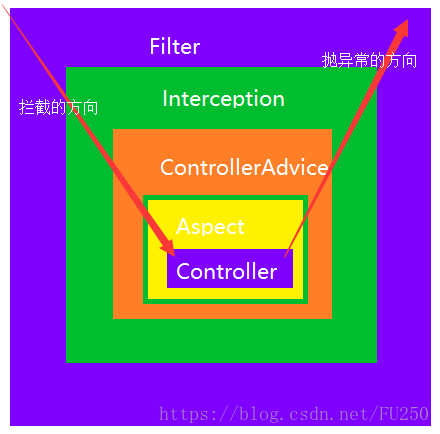 Filter
抛异常的方向
Interception
拦截的方向
ControllerAdvice
Aspect
Controller
https://blog.csdn.net/FU250